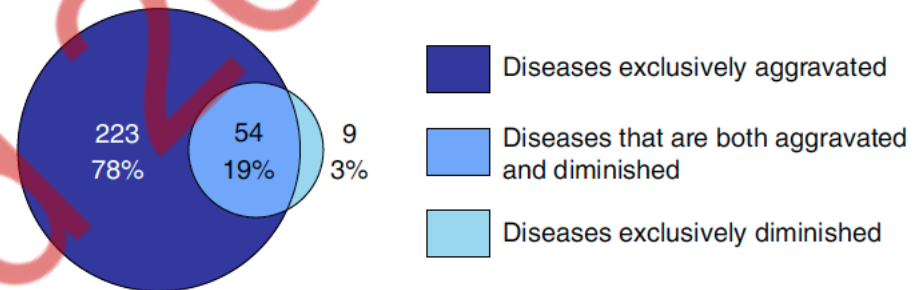 223
78%
54
19%
9
3%
Diseases exclusively aggravated
Diseases that are both aggravated
and diminished
Diseases exclusively diminished